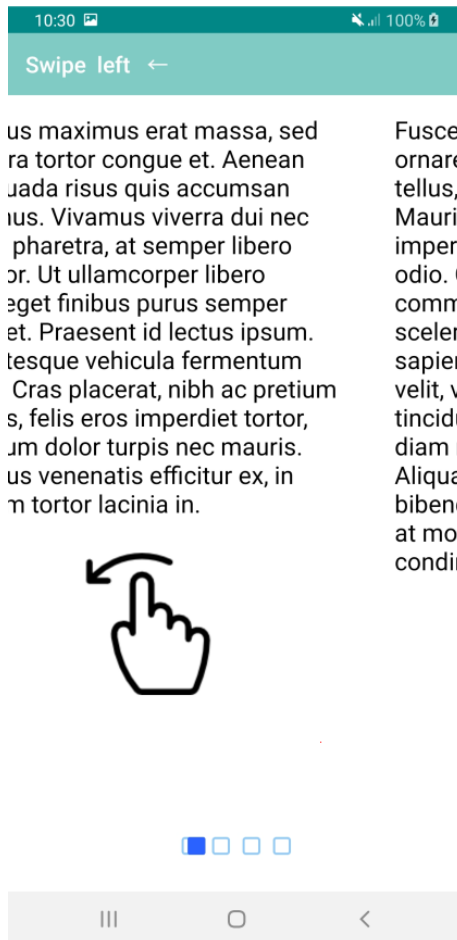 10:30 100%
Swipe left ←
us maximus erat massa, sed
ra tortor congue et. Aenean
uada risus quis accumsan
nus. Vivamus viverra dui nec
pharetra, at semper libero
or. Ut ullamcorper libero
eget finibus purus semper
et. Praesent id lectus ipsum.
tesque vehicula fermentum
Cras placerat, nibh ac pretium
s, felis eros imperdiet tortor,
um dolor turpis nec mauris.
us venenatis efficitur ex, in
m tortor lacinia in.
Fusce
ornare
tellus,
Mauri
imper
odio.
comm
sceler
sapien
velit, v
tincidu
diam
Aliqua
biben
at mo
condi